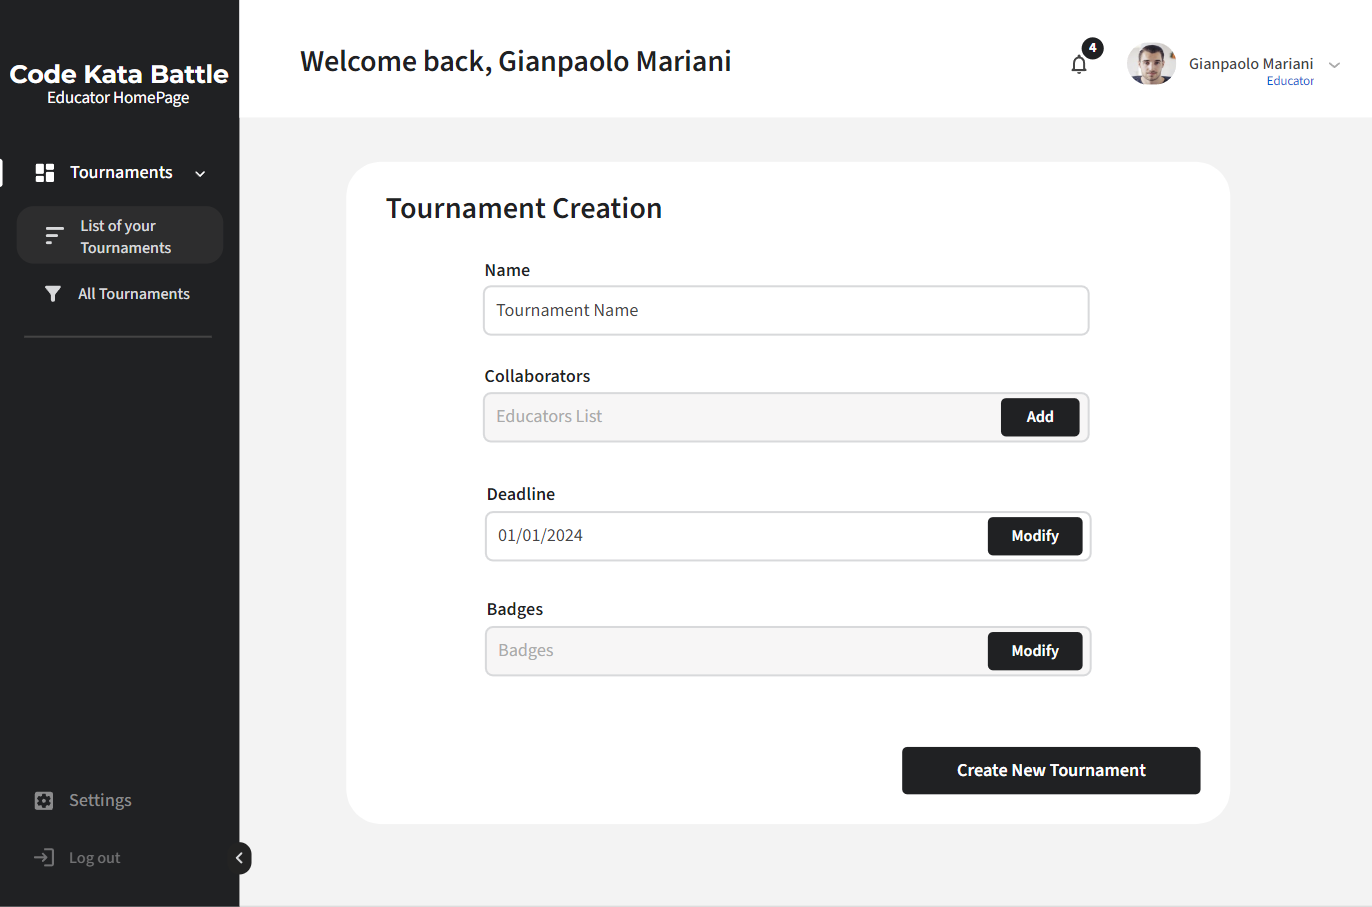 Code Kata Battle
Educator HomePage
Tournaments
List of your
Tournaments
All Tournaments
Settings
Log out
Welcome back, Gianpaolo Mariani
4
Gianpaolo Mariani
Educator
Tournament Creation
Name
Tournament Name
Collaborators
Educators List
Add
Deadline
01/01/2024
Modify
Badges
Badges
Modify
Create New Tournament